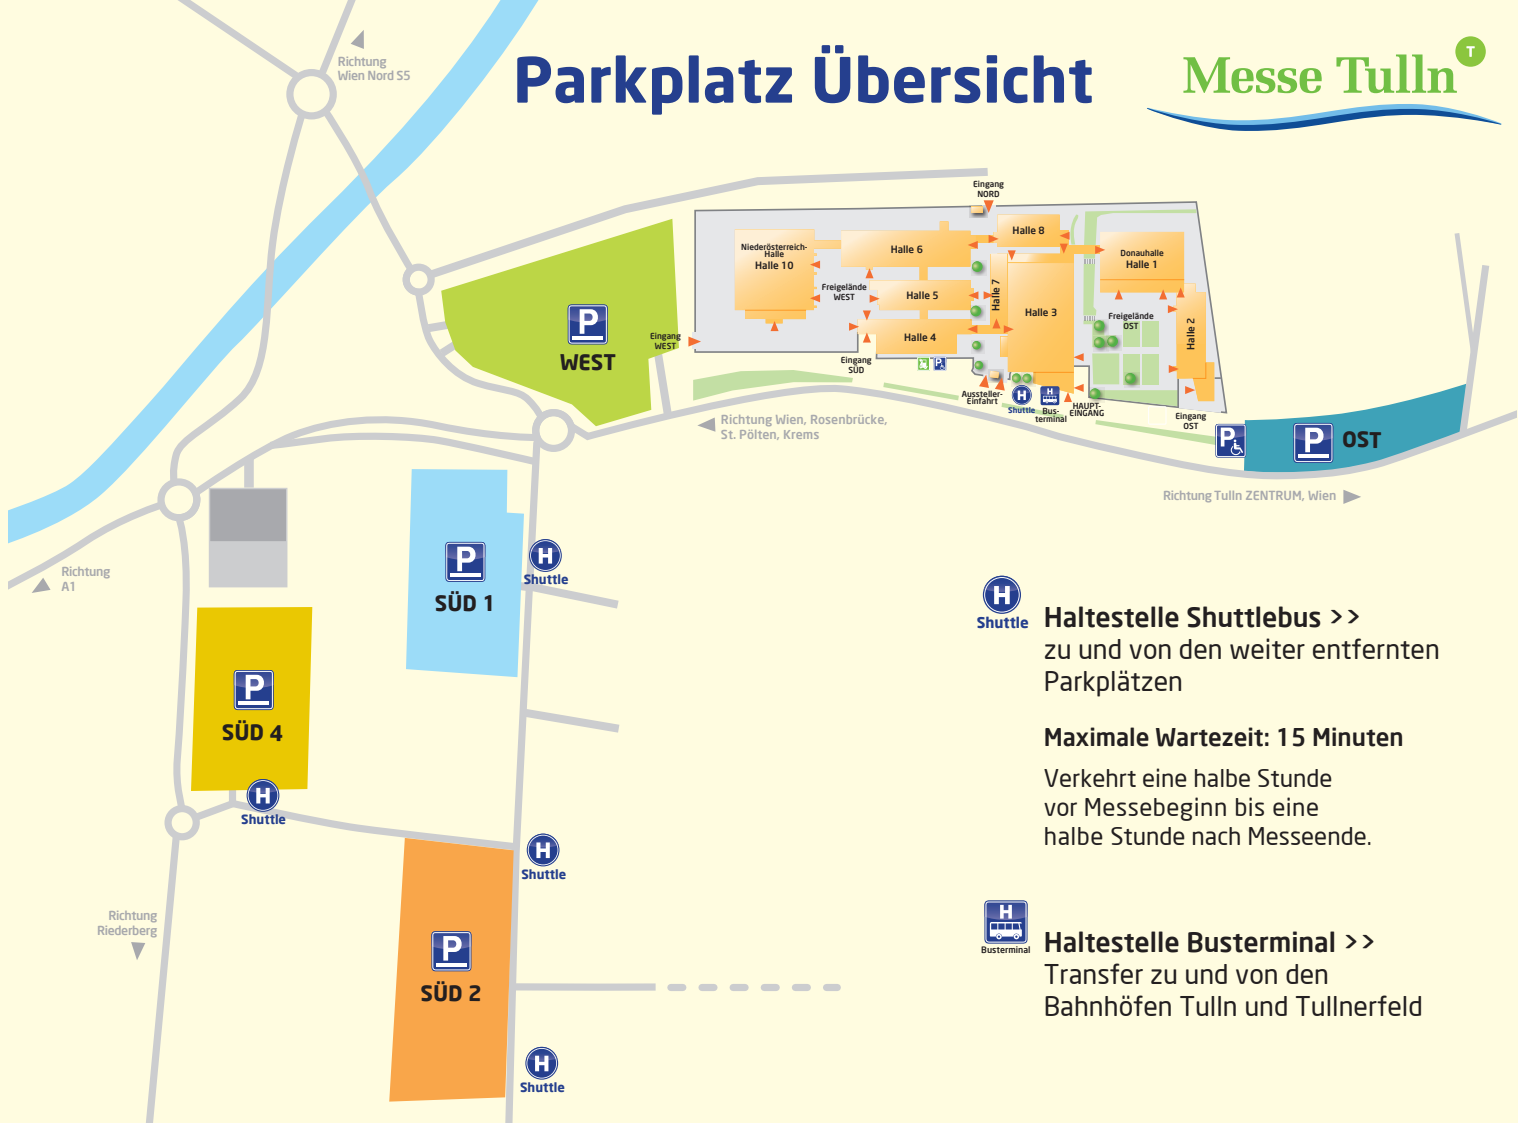 Parkplatz Übersicht
Messe Tulln
T
Richtung
Wien Nord S5
Eingang
NORD
Niederösterreich-
Halle
Halle 10
Halle 6
Halle 8
Donauhalle
Halle 1
Freigelände
WEST
Halle 5
Halle 7
Halle 3
Freigelände
OST
Halle 2
Halle 4
Eingang
WEST
P
WEST
Eingang
SÜD
P
Aussteller-
Einfahrt
H
Shuttle
H
Bus-
terminal
HAUPT-
EINGANG
Eingang
OST
Richtung Wien, Rosenbrücke,
St. Pölten, Krems
P
P
OST
Richtung Tulln ZENTRUM, Wien
Richtung
A1
P
SÜD 1
H
Shuttle
P
SÜD 4
H
Shuttle
H
Shuttle
Richtung
Riederberg
P
SÜD 2
H
Shuttle
H
Shuttle
Haltestelle Shuttlebus >>
zu und von den weiter entfernten
Parkplätzen
Maximale Wartezeit: 15 Minuten
Verkehrt eine halbe Stunde
vor Messebeginn bis eine
halbe Stunde nach Messeende.
H
Busterminal
Haltestelle Busterminal >>
Transfer zu und von den
Bahnhöfen Tulln und Tullnerfeld